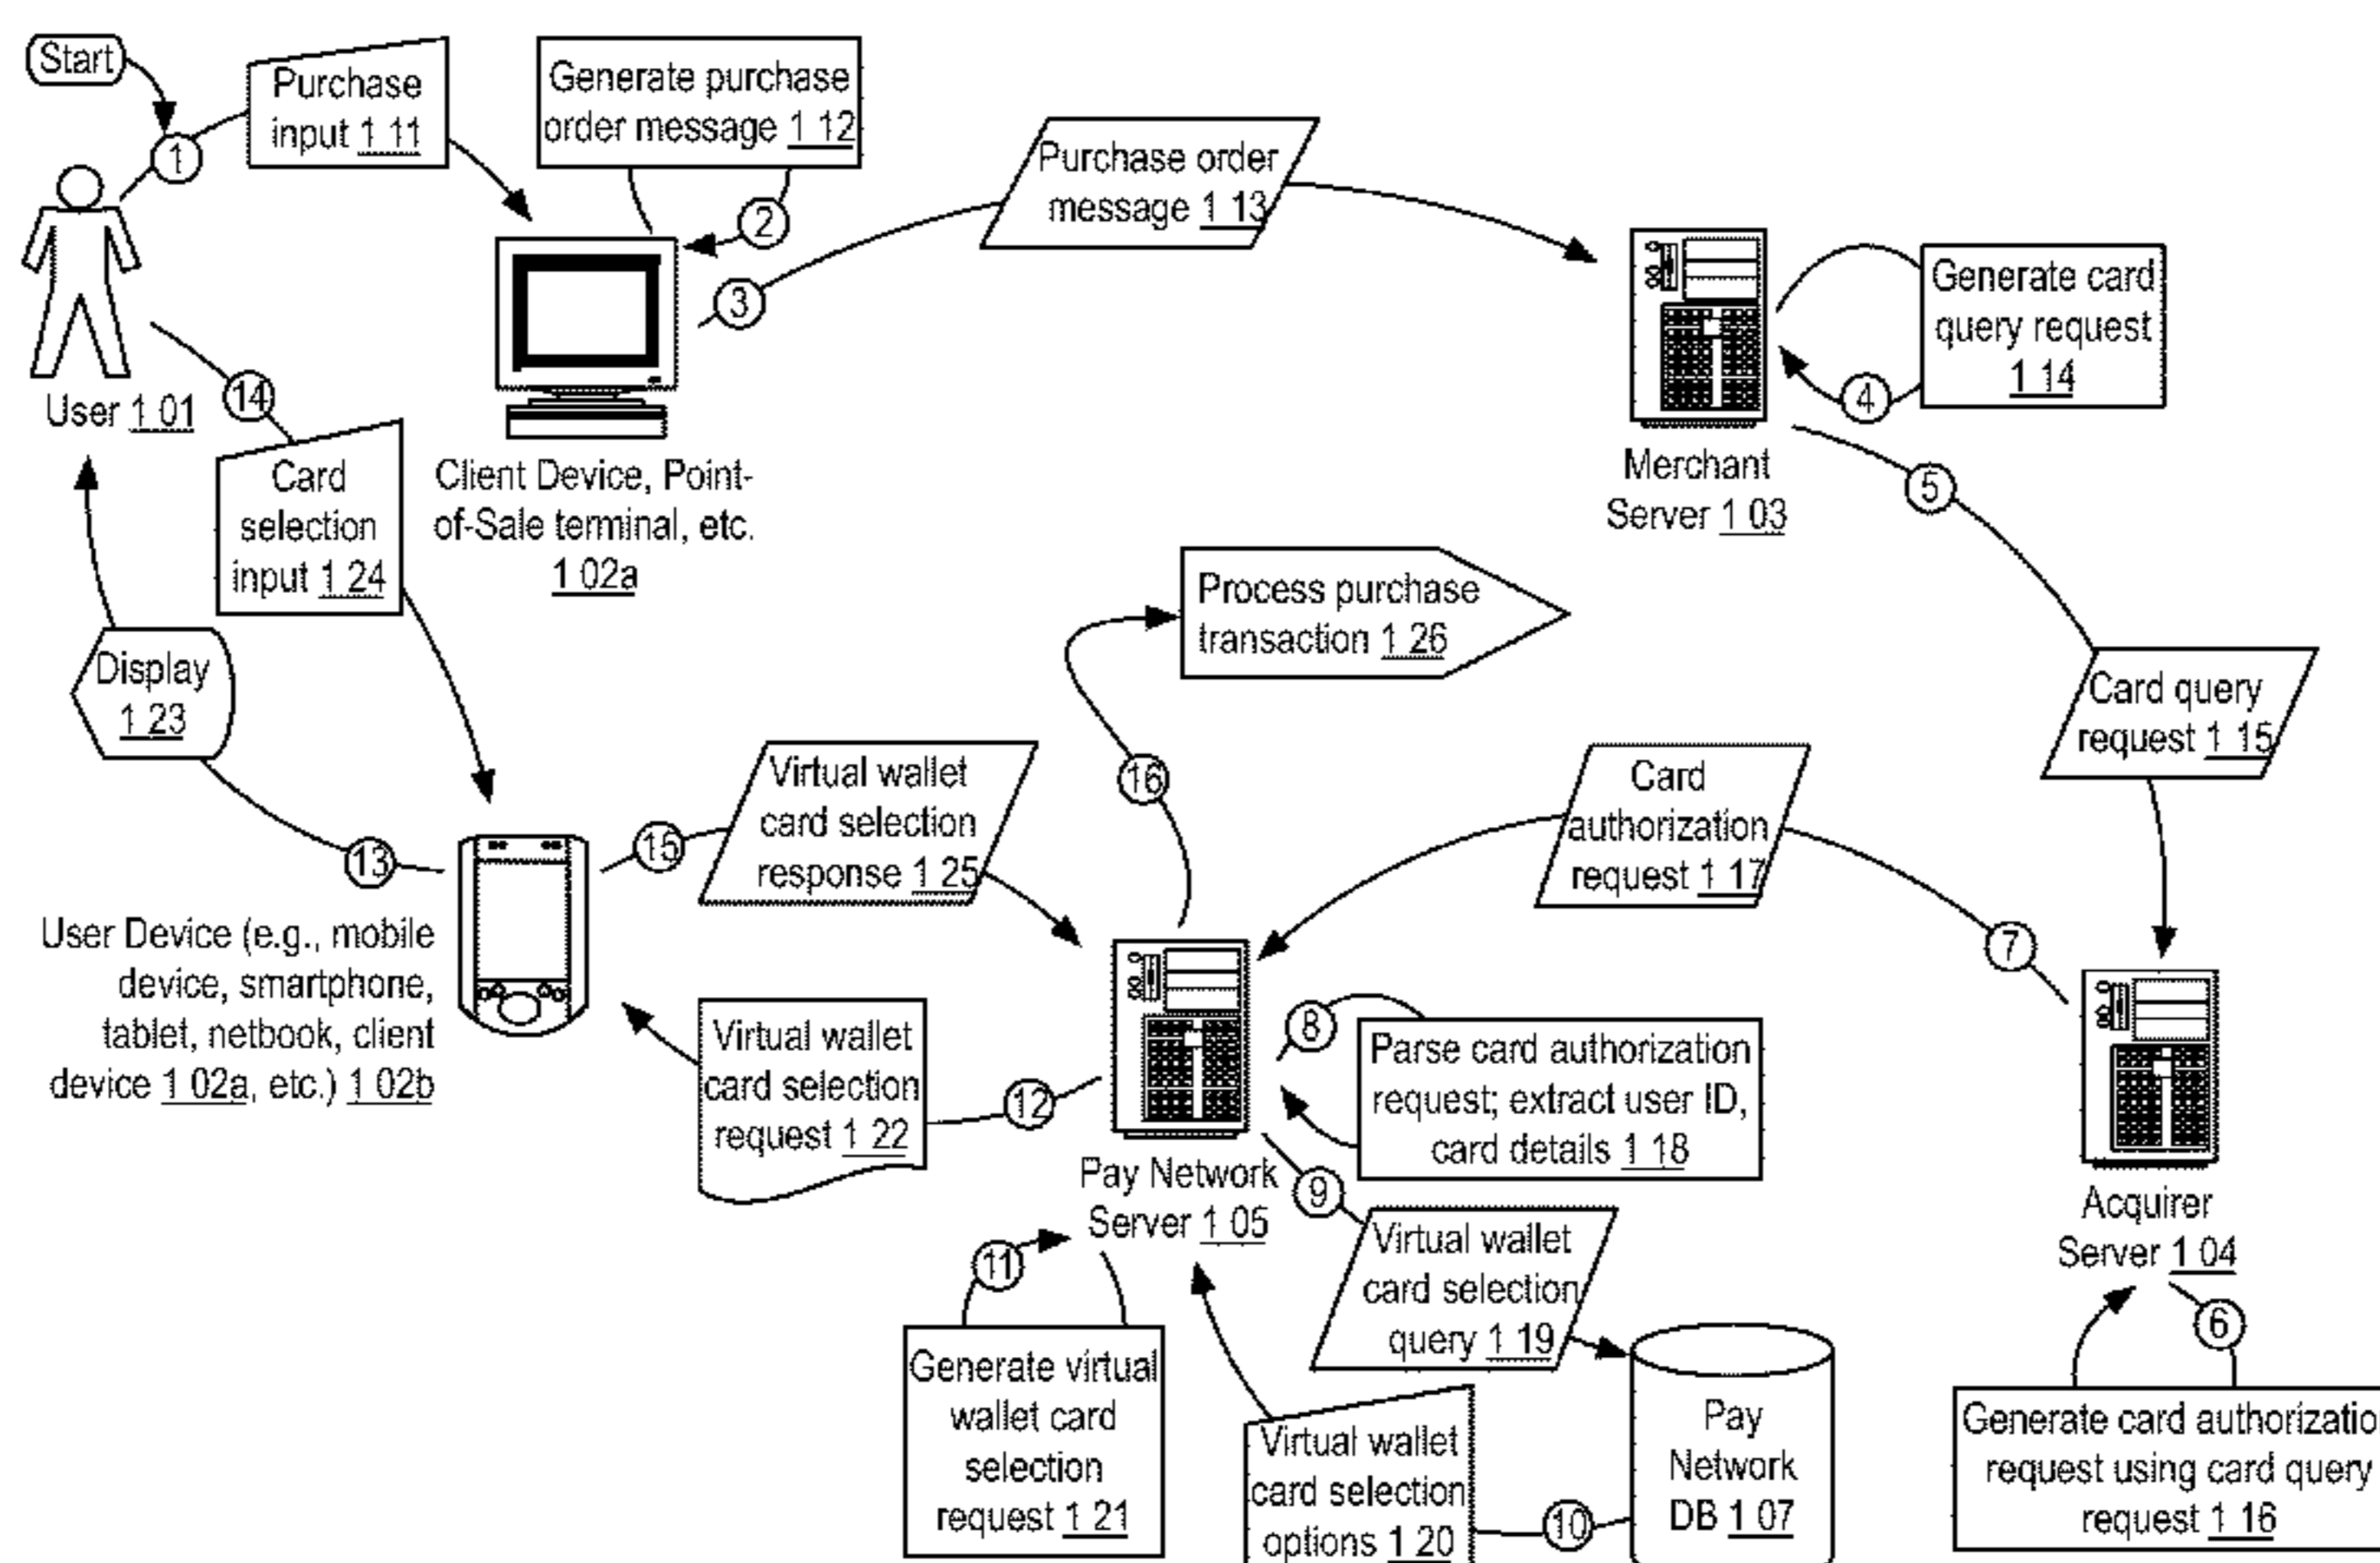 Start
1
Purchase
input 1 11
Generate purchase
order message 1 12
2
3
Purchase order
message 1 13
Generate card
query request
1 14
4
Merchant
Server 1 03
5
User 1 01
14
Card
selection
input 1 24
Client Device, Point-
of-Sale terminal, etc.
1 02a
Process purchase
transaction 1 26
Card query
request 1 15
Display
1 23
13
15
Virtual wallet
card selection
response 1 25
16
Card
authorization
request 1 17
7
User Device (e.g., mobile
device, smartphone,
tablet, netbook, client
device 1 02a, etc.) 1 02b
Virtual wallet
card selection
request 1 22
12
8
Parse card authorization
request; extract user ID,
card details 1 18
Pay Network
Server 1 05
9
Acquirer
Server 1 04
11
Virtual wallet
card selection
query 1 19
6
Generate virtual
wallet card
selection
request 1 21
Virtual wallet
card selection
options 1 20
10
Pay
Network
DB 1 07
Generate card authorizatio
request using card query
request 1 16